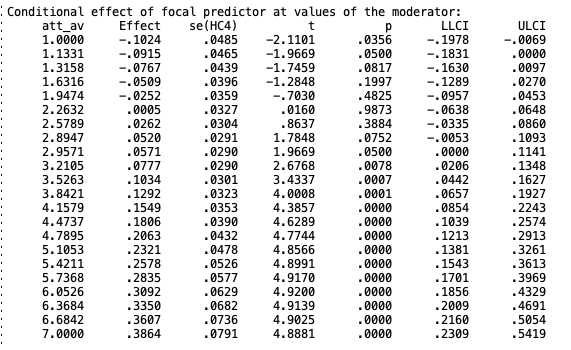 Conditional effect of focal predictor at values of the moderator:
att_av Effect se(HC4) t p LLCI ULCI
1.0000 -.1024 .0485 -2.1101 .0356 -.1978 -.0069
1.1331 -.0915 .0465 -1.9669 .0500 -.1831 .0000
1.3158 -.0767 .0439 -1.7459 .0817 -.1630 .0097
1.6316 -.0509 .0396 -1.2848 .1997 -.1289 .0270
1.9474 -.0252 .0359 -.7030 .4825 -.0957 .0453
2.2632 .0005 .0327 .0160 .9873 -.0638 .0648
2.5789 .0262 .0304 .8637 .3884 -.0335 .0860
2.8947 .0520 .0291 1.7848 .0752 -.0053 .1093
2.9571 .0571 .0290 1.9669 .0500 .0000 .1141
3.2105 .0777 .0290 2.6768 .0078 .0206 .1348
3.5263 .1034 .0301 3.4337 .0007 .0442 .1627
3.8421 .1292 .0323 4.0008 .0001 .0657 .1927
4.1579 .1549 .0353 4.3857 .0000 .0854 .2243
4.4737 .1806 .0390 4.6289 .0000 .1039 .2574
4.7895 .2063 .0432 4.7744 .0000 .1213 .2913
5.1053 .2321 .0478 4.8566 .0000 .1381 .3261
5.4211 .2578 .0526 4.8991 .0000 .1543 .3613
5.7368 .2835 .0577 4.9170 .0000 .1701 .3969
6.0526 .3092 .0629 4.9200 .0000 .1856 .4329
6.3684 .3350 .0682 4.9139 .0000 .2009 .4691
6.6842 .3607 .0736 4.9025 .0000 .2160 .5054
7.0000 .3864 .0791 4.8881 .0000 .2309 .5419